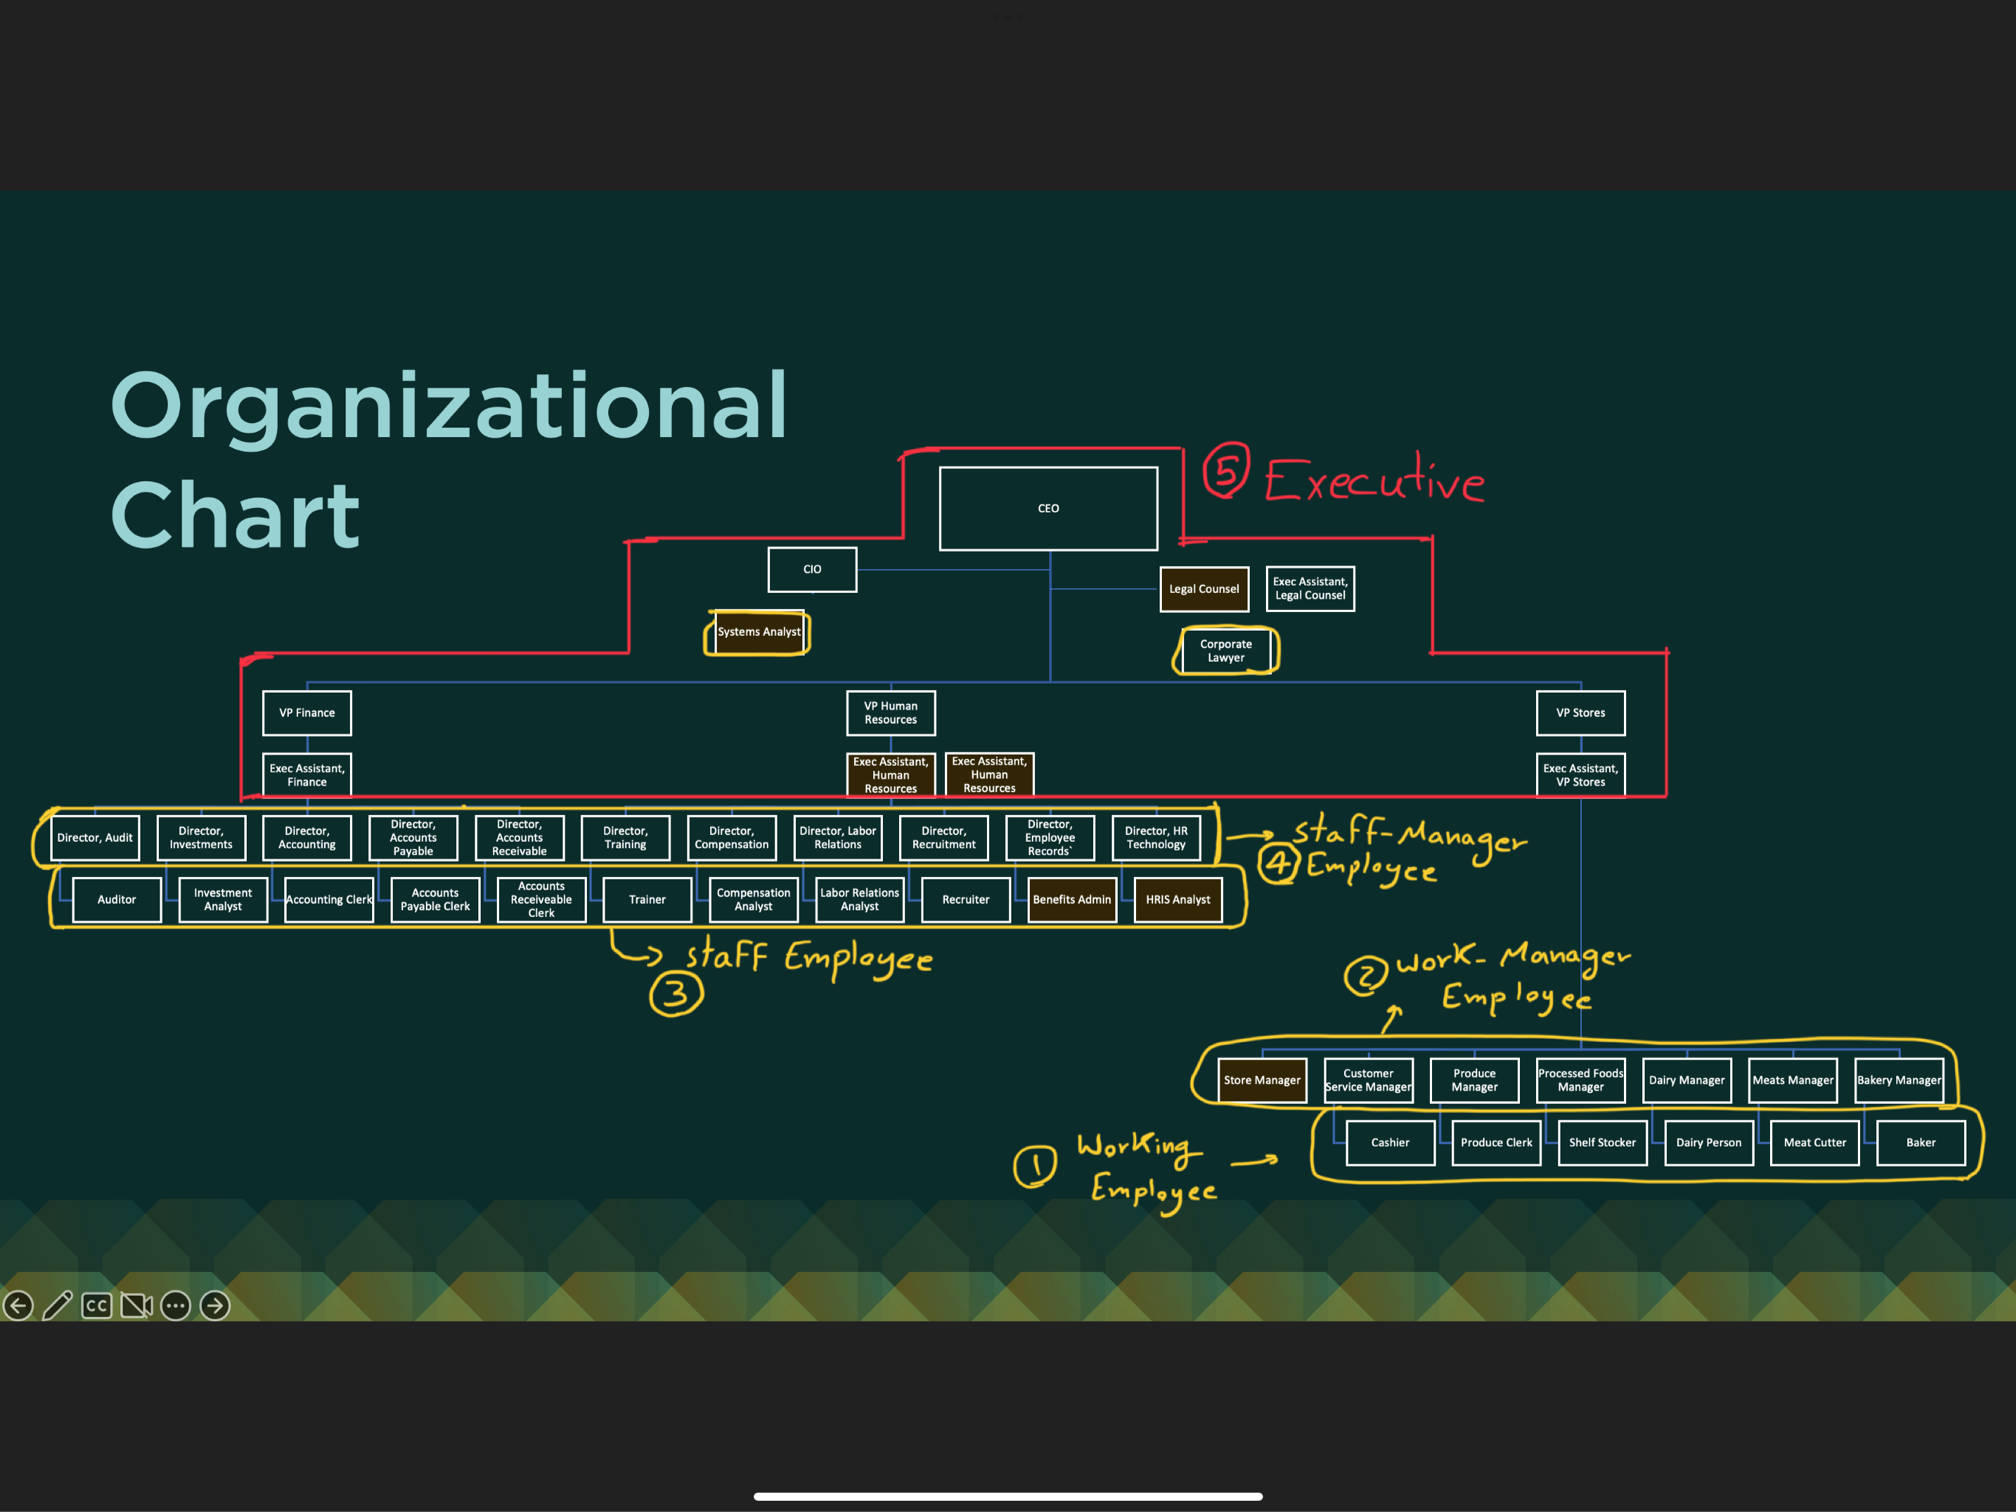 Organizational
Chart
⑤ Executive
CEO
CIO
Legal Counsel
Exec Assistant,
Legal Counsel
Systems Analyst
Corporate
Lawyer
VP Finance
VP Human
Resources
VP Stores
Exec Assistant,
Finance
Exec Assistant,
Human
Resources
Exec Assistant,
Human
Resources
Exec Assistant,
VP Stores
Director, Audit
Director,
Investments
Director,
Accounting
Director,
Accounts
Payable
Director,
Accounts
Receivable
Director,
Training
Director,
Compensation
Director, Labor
Relations
Director,
Recruitment
Director,
Employee
Records`
Director, HR
Technology
staff-Manager
④ Employee
Auditor
Investment
Analyst
Accounting Clerk
Accounts
Payable Clerk
Accounts
Receiveable
Clerk
Trainer
Compensation
Analyst
Labor Relations
Analyst
Recruiter
Benefits Admin
HRIS Analyst
staff Employee
③
② work-Manager
Employee
Store Manager
Customer
Service Manager
Produce
Manager
Processed Foods
Manager
Dairy Manager
Meats Manager
Bakery Manager
① Working
Employee
Cashier
Produce Clerk
Shelf Stocker
Dairy Person
Meat Cutter
Baker
CC